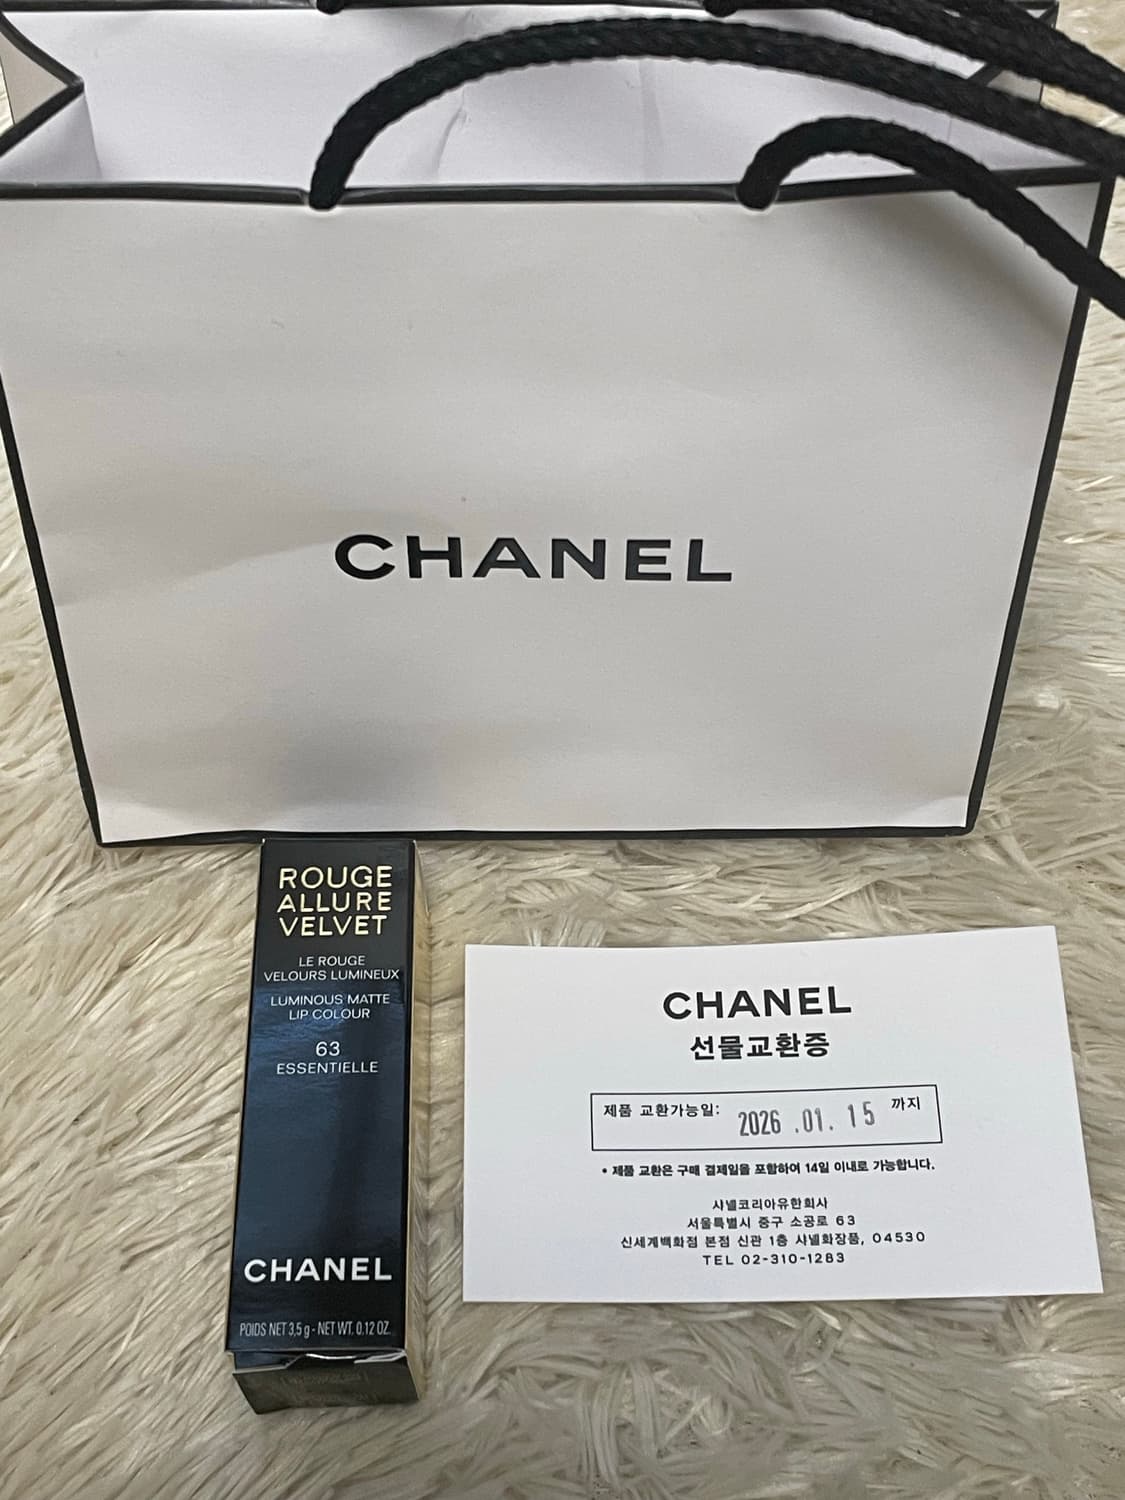 CHANEL
ROUGE
ALLURE
VELVET
LE ROUGE
VELOURS LUMINEUX
LUMINOUS MATTE
LIP COLOUR
63
ESSENTIELLE
CHANEL
POIDS NET 3,5 g - NET WT. 0.12 OZ.
CHANEL
선물교환증
제품 교환가능일: 2026 .01. 15 까지
• 제품 교환은 구매 결제일을 포함하여 14일 이내로 가능합니다.
샤넬코리아유한회사
서울특별시 중구 소공로 63
신세계백화점 본점 신관 1층 샤넬화장품, 04530
TEL 02-310-1283